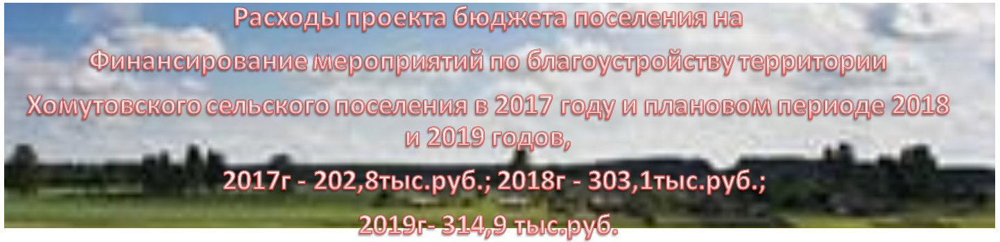 Расходы проекта бюджета поселения на
Финансирование мероприятий по благоустройству территории
Хомутовского сельского поселения в 2017 году и плановом периоде 2018
и 2019 годов,
2017г - 202,8тыс.руб.; 2018г - 303,1тыс.руб.;
2019г- 314,9 тыс.руб.